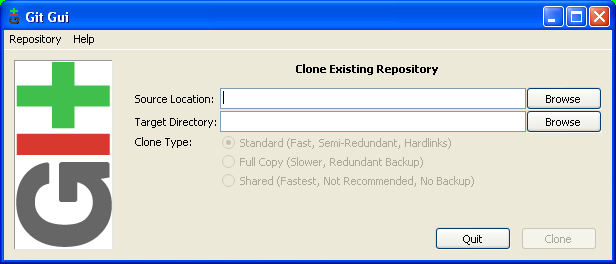 Git Gui
Repository Help
Clone Existing Repository
Source Location: Browse
Target Directory: Browse
Clone Type: Standard (Fast, Semi-Redundant, Hardlinks)
Full Copy (Slower, Redundant Backup)
Shared (Fastest, Not Recommended, No Backup)
Quit Clone